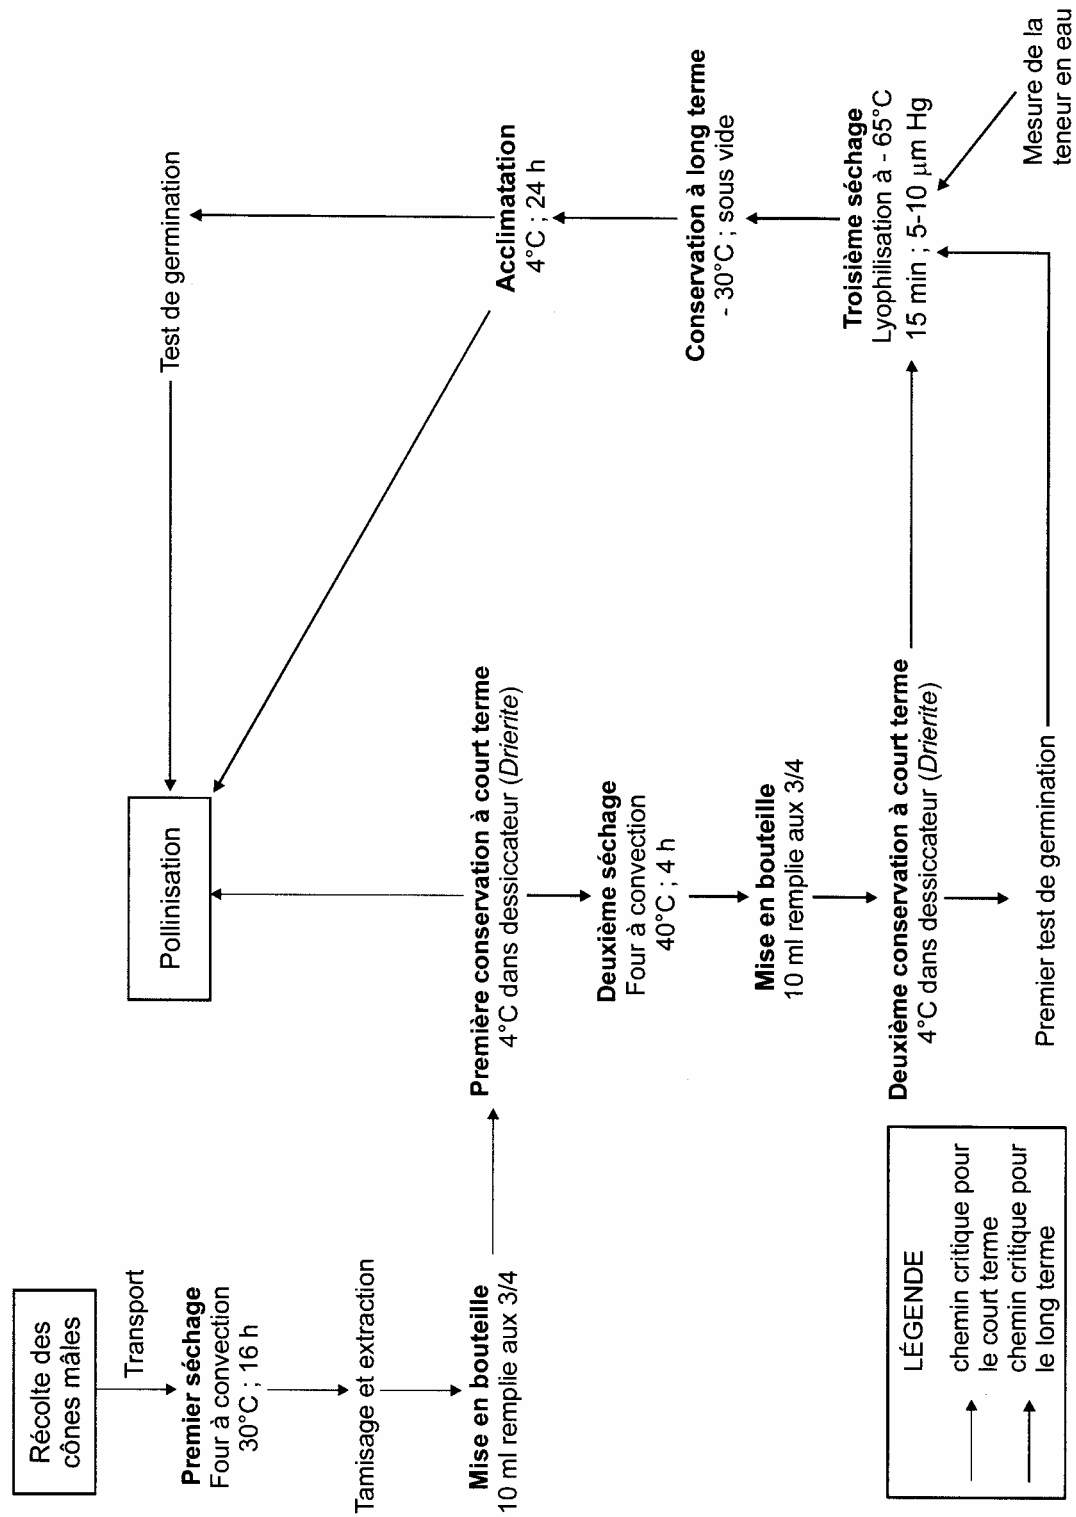 Récolte des
cônes mâles
Transport
Premier séchage
Four à convection
30°C ; 16 h
Tamisage et extraction
Mise en bouteille
10 ml remplie aux 3/4
Pollinisation
Première conservation à court terme
4°C dans dessiccateur (Drierite)
Deuxième séchage
Four à convection
40°C ; 4 h
Mise en bouteille
10 ml remplie aux 3/4
Deuxième conservation à court terme
4°C dans dessiccateur (Drierite)
Premier test de germination
Test de germination
Acclimatation
4°C ; 24 h
Conservation à long terme
- 30°C ; sous vide
Troisième séchage
Lyophilisation à - 65°C
15 min ; 5-10 µm Hg
Mesure de la
teneur en eau
LÉGENDE
chemin critique pour
le court terme
chemin critique pour
le long terme